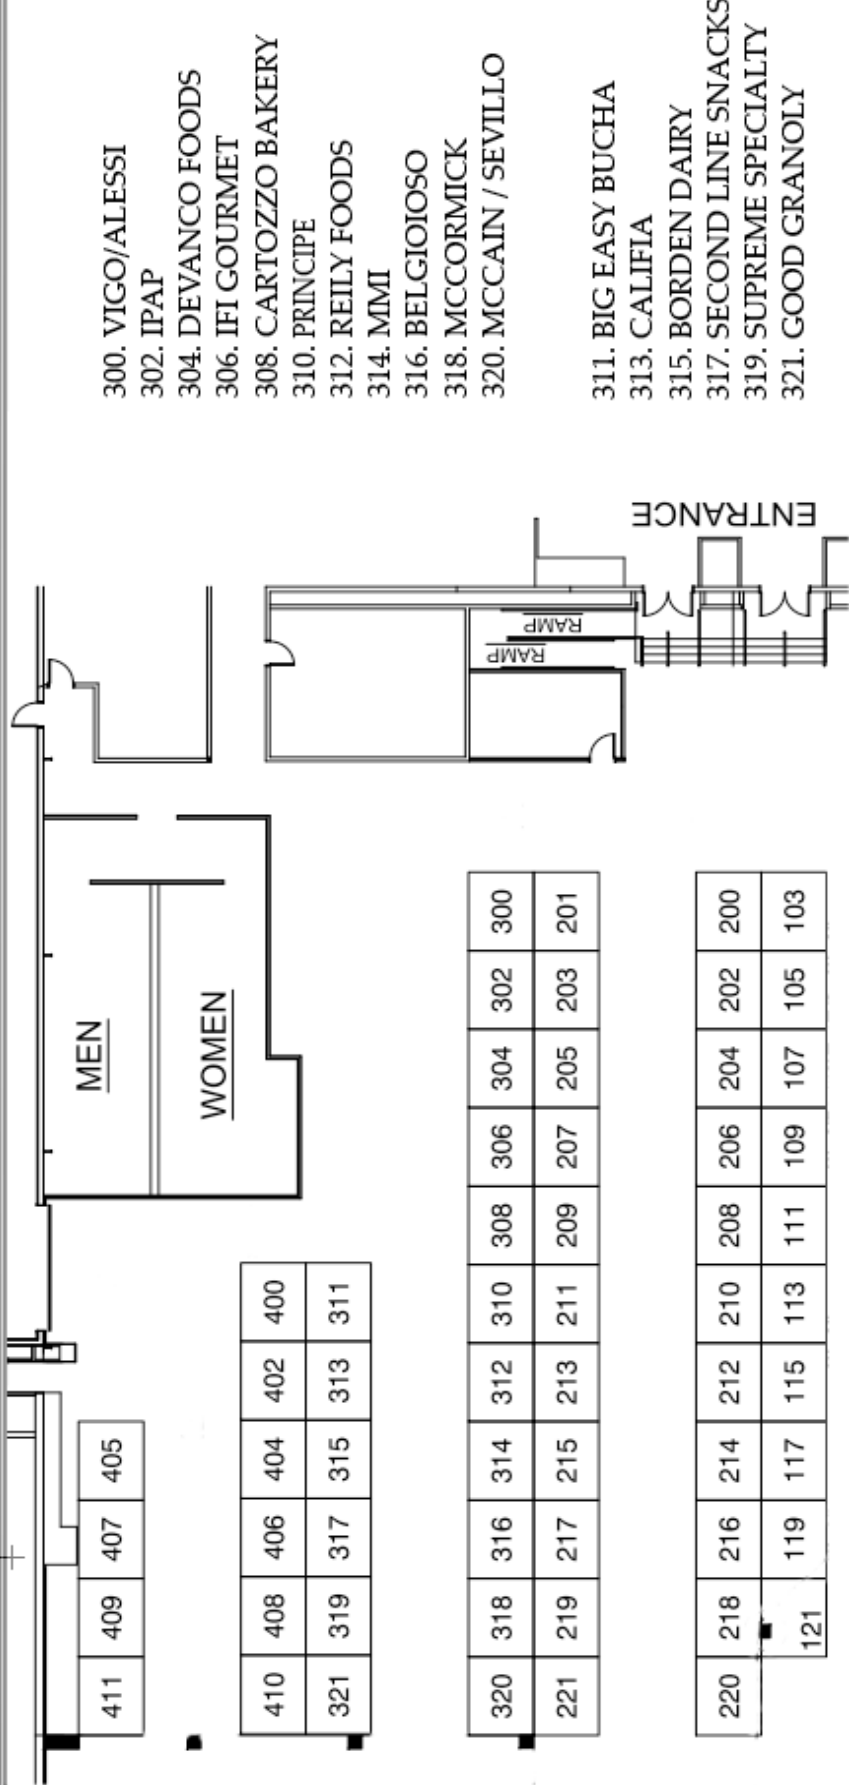 300. VIGO/ALESSI
302. IPAP
304. DEVANCO FOODS
306. IFI GOURMET
308. CARTOZZO BAKERY
310. PRINCIPE
312. REILY FOODS
314. MMI
316. BELGIOIOSO
318. MCCORMICK
320. MCCAIN / SEVILLO
311. BIG EASY BUCHA
313. CALIFIA
315. BORDEN DAIRY
317. SECOND LINE SNACKS
319. SUPREME SPECIALTY
321. GOOD GRANOLY
ENTRANCE
RAMP
RAMP
MEN
WOMEN
411 409 407 405
410 408 406 404 402 400
321 319 317 315 313 311
320 318 316 314 312 310 308 306 304 302 300
221 219 217 215 213 211 209 207 205 203 201
220 218 216 214 212 210 208 206 204 202 200
121 119 117 115 113 111 109 107 105 103